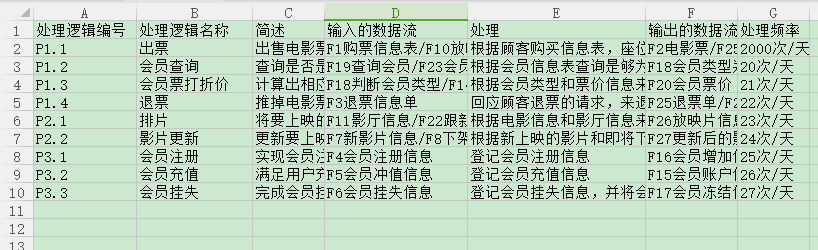 A B C D E F G
1 处理逻辑编号 处理逻辑名称 简述 输入的数据流 处理 输出的数据流 处理频率
2 P1.1 出票 出售电影票 F1购票信息表/F10放映 根据顾客购买信息表，座位 F2电影票/F25 2000次/天
3 P1.2 会员查询 查询是否是 F19查询会员/F23会员 根据会员信息表查询是够为 F18会员类型 20次/天
4 P1.3 会员票打折价 计算出相应 F18判断会员类型/F1 根据会员类型和票价信息来 F20会员票价 21次/天
5 P1.4 退票 推掉电影票 F3退票信息单 回应顾客退票的请求，来退 F25退票单/F 22次/天
6 P2.1 排片 将要上映的 F11影厅信息/F22跟新 根据电影信息和影厅信息来 F26放映片信息 23次/天
7 P2.2 影片更新 更新要上映 F7新影片信息/F8下架 根据新上映的影片和即将下 F27更新后的影 24次/天
8 P3.1 会员注册 实现会员注 F4会员注册信息 登记会员注册信息 F16会员增加信 25次/天
9 P3.2 会员充值 满足用户充 F5会员冲值信息 登记会员充值信息 F15会员账户信 26次/天
10 P3.3 会员挂失 完成会员挂 F6会员挂失信息 登记会员挂失信息，并将会 F17会员冻结信 27次/天
11
12
13